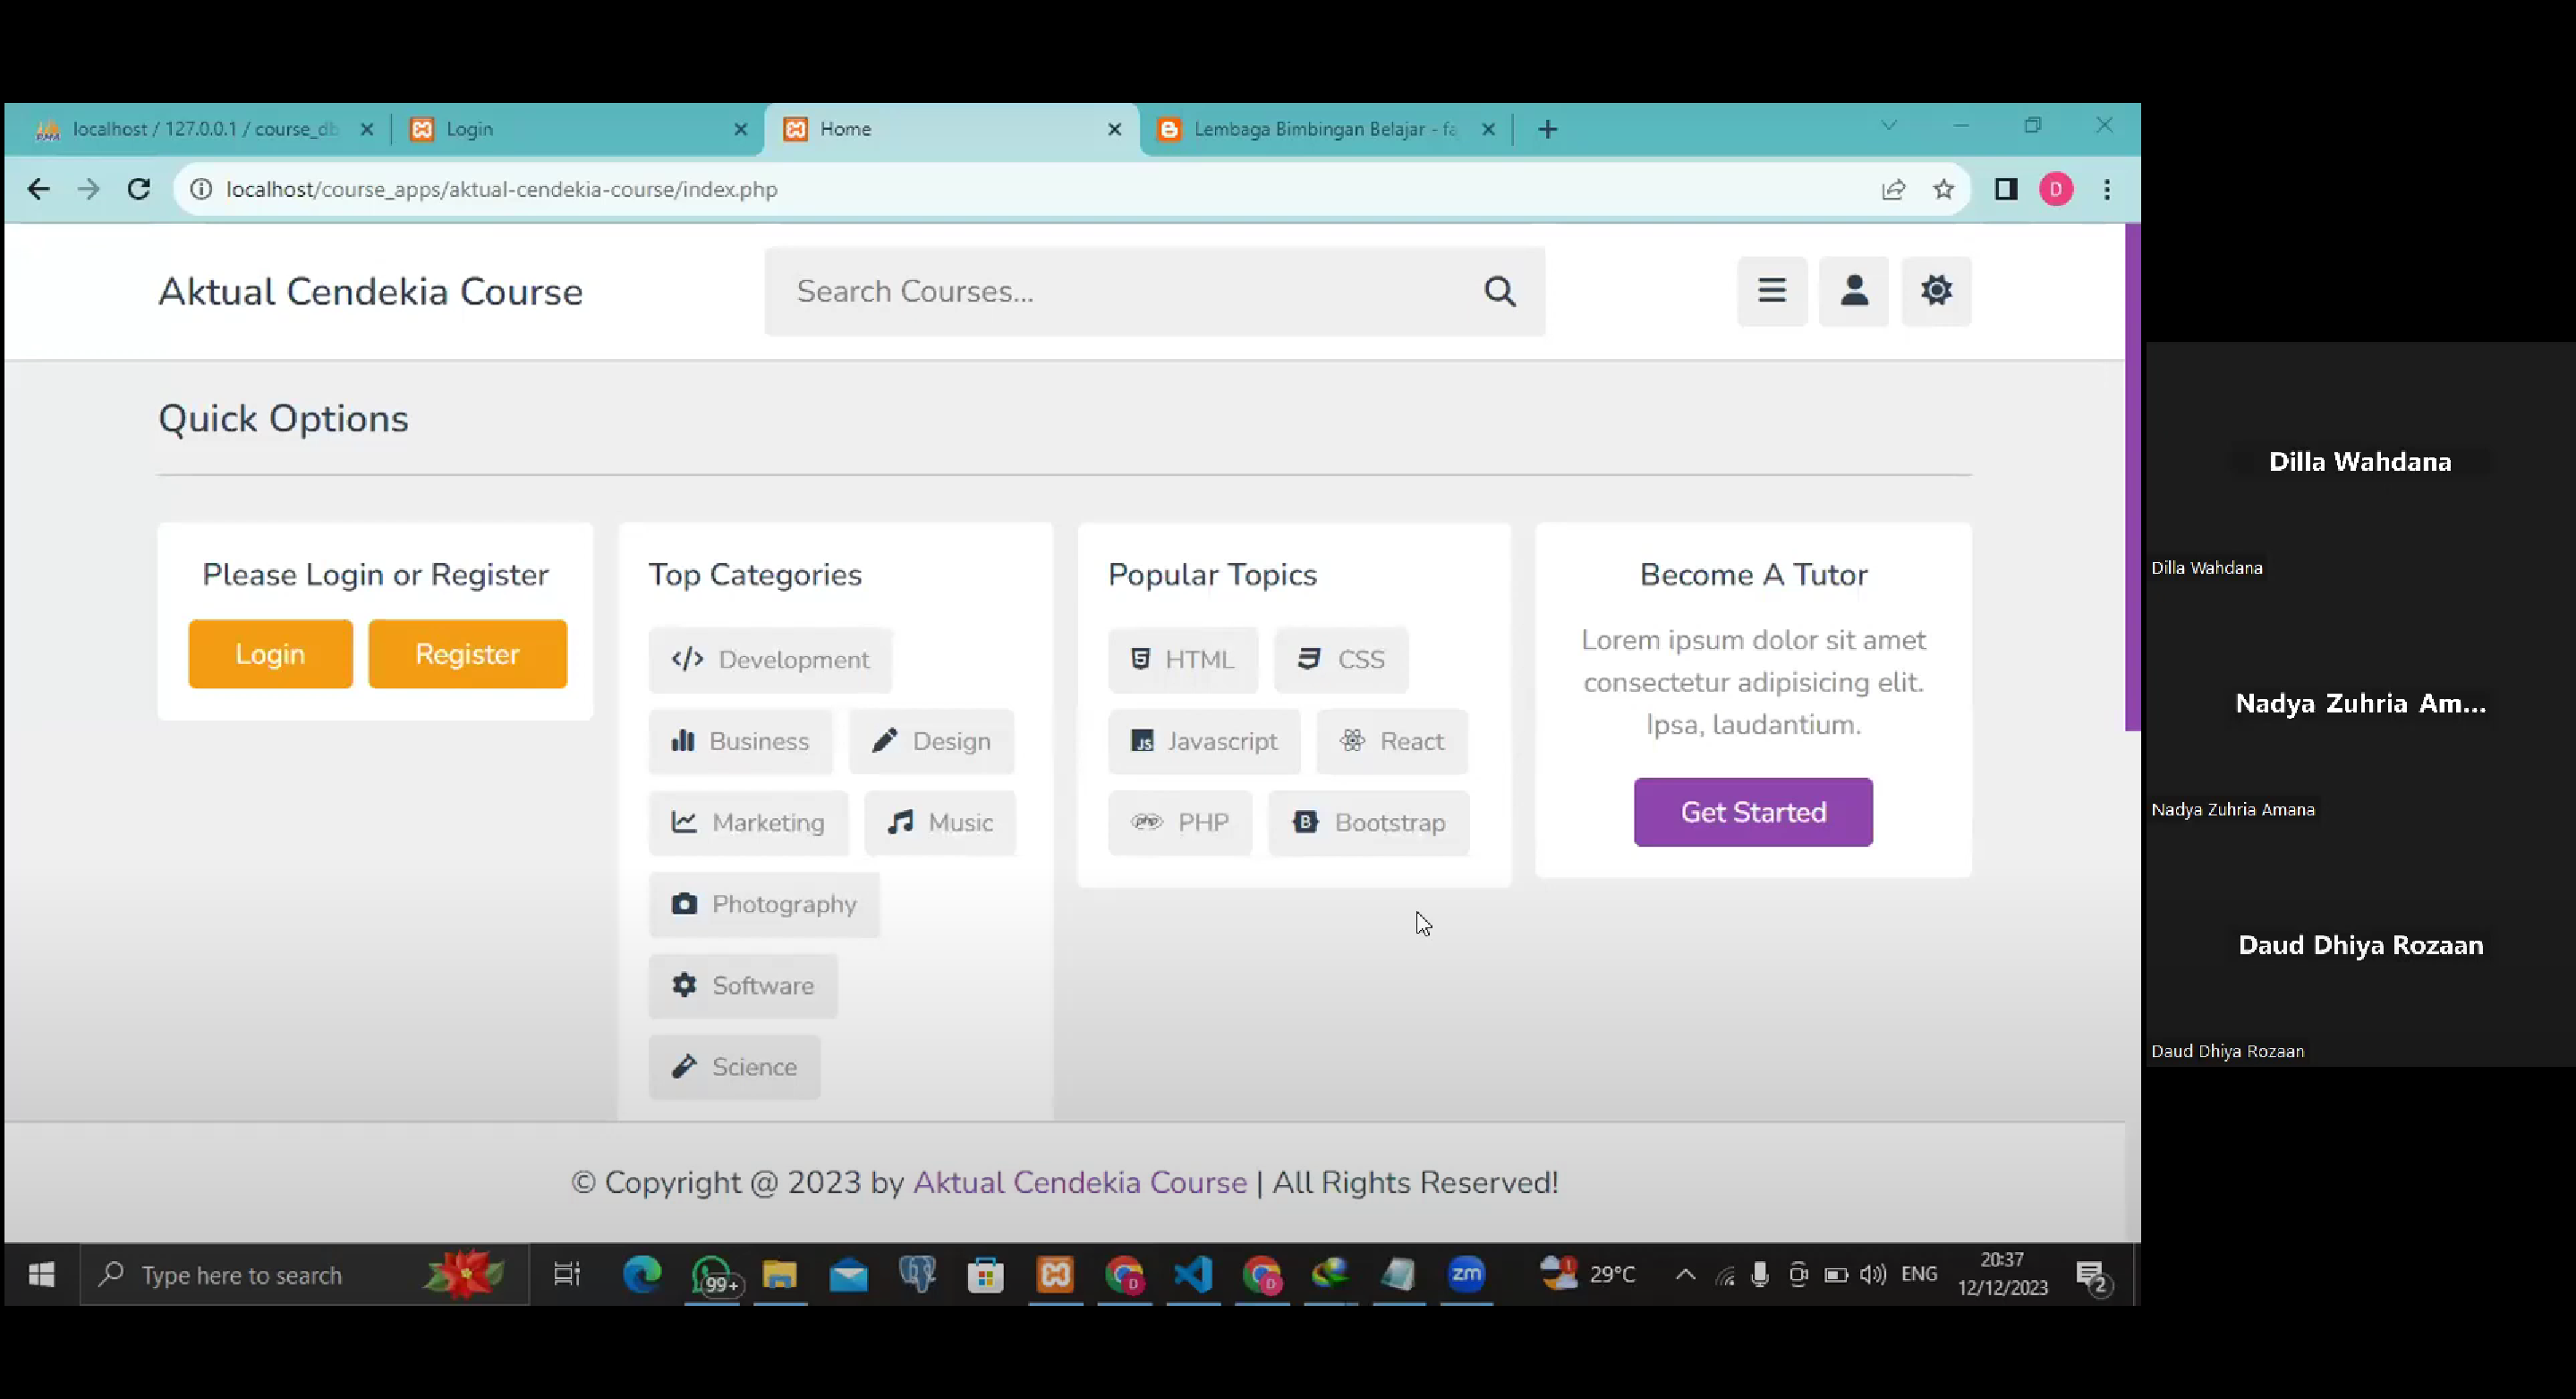 localhost / 127.0.0.1 / course_db
Login
Home
Lembaga Bimbingan Belajar - fa
localhost/course_apps/aktual-cendekia-course/index.php
D
Aktual Cendekia Course
Search Courses...
Quick Options
Please Login or Register
Login
Register
Top Categories
Development
Business
Design
Marketing
Music
Photography
Software
Science
Popular Topics
HTML
CSS
Javascript
React
PHP
Bootstrap
Become A Tutor
Lorem ipsum dolor sit amet
consectetur adipisicing elit.
Ipsa, laudantium.
Get Started
© Copyright @ 2023 by Aktual Cendekia Course | All Rights Reserved!
Type here to search
99+
zm
29°C
ENG
20:37
12/12/2023
2
Dilla Wahdana
Dilla Wahdana
Nadya Zuhria Am...
Nadya Zuhria Amana
Daud Dhiya Rozaan
Daud Dhiya Rozaan